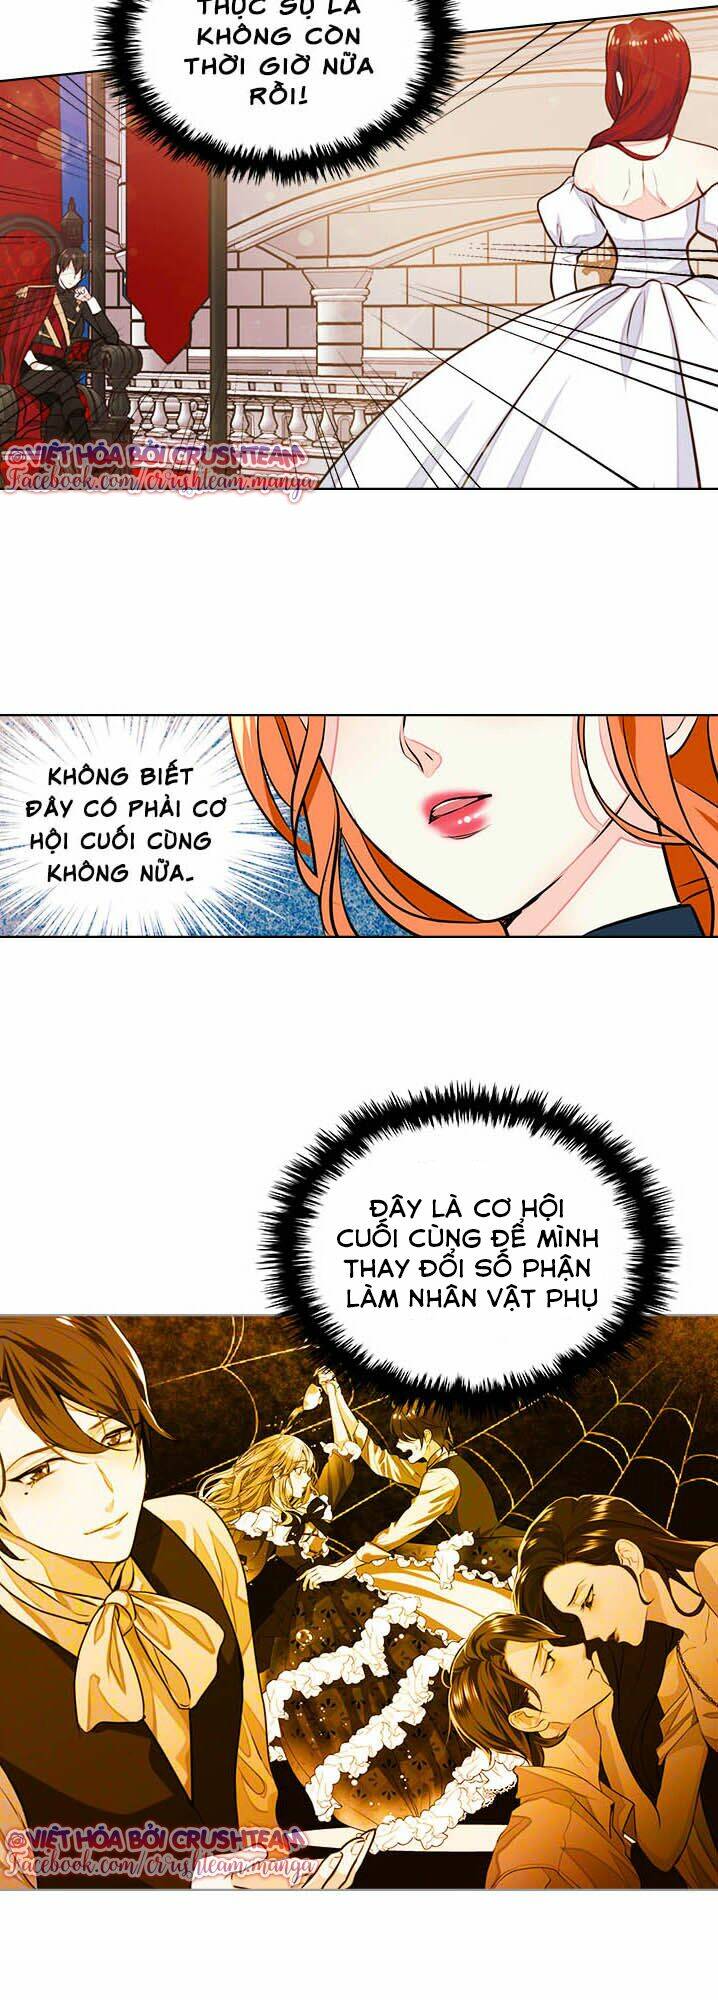 THỰC SỰ LÀ
KHÔNG CÒN
THỜI GIỜ NỮA
RỒI!
@VIỆT HÓA BỞI CRUSHTEAM
Facebook.com/crrushteam.manga
KHÔNG BIẾT
ĐÂY CÓ PHẢI CƠ
HỘI CUỐI CÙNG
KHÔNG NỮA.
ĐÂY LÀ CƠ HỘI
CUỐI CÙNG ĐỂ MÌNH
THAY ĐỔI SỐ PHẬN
LÀM NHÂN VẬT PHỤ
@VIỆT HÓA BỞI CRUSHTEAM
Facebook.com/crrushteam.manga